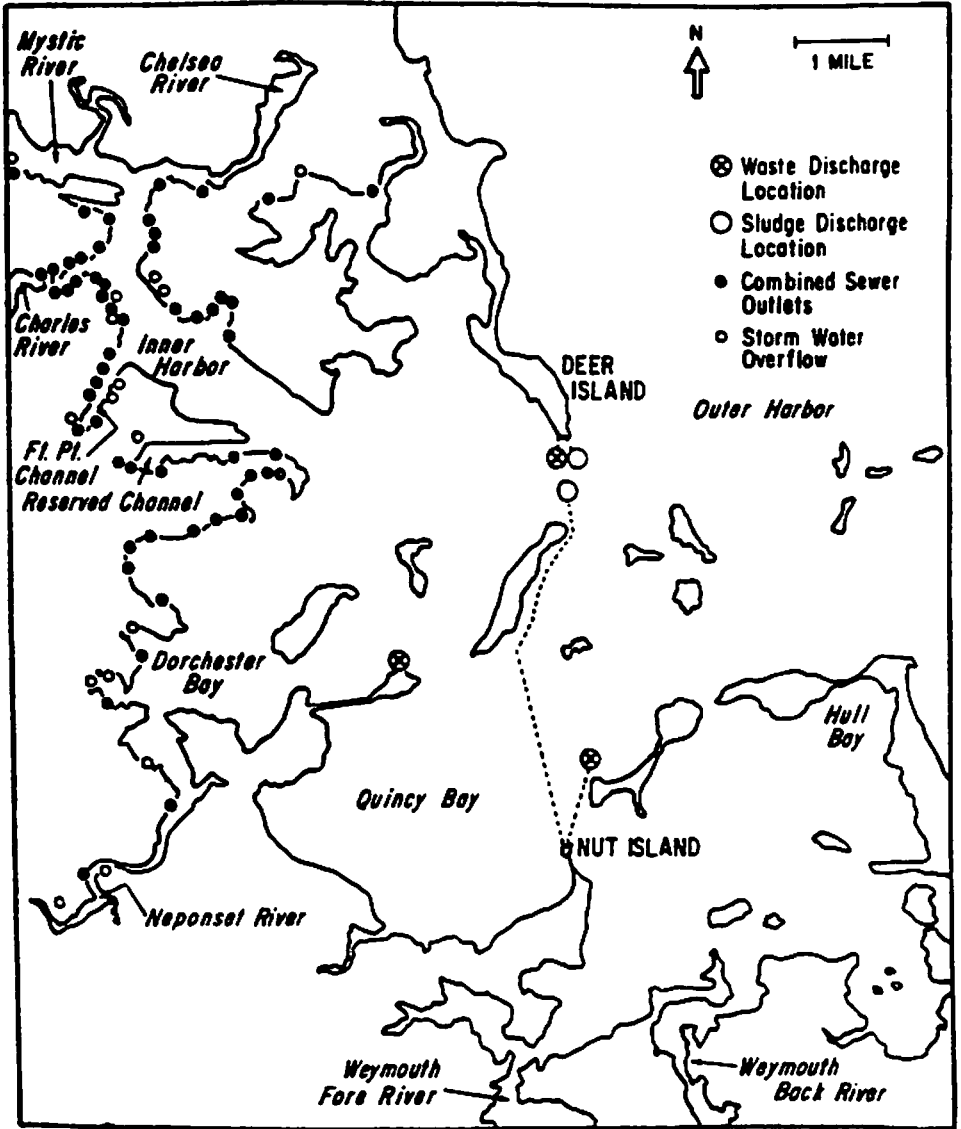 Mystic
River
Chelsea
River
N
1 MILE
Waste Discharge
Location
Sludge Discharge
Location
Combined Sewer
Outlets
Storm Water
Overflow
Charles
River
Inner
Harbor
DEER
ISLAND
Outer Harbor
Ft. Pt.
Channel
Reserved Channel
Dorchester
Bay
Hull
Bay
Quincy Bay
NUT ISLAND
Neponset River
Weymouth
Fore River
Weymouth
Back River